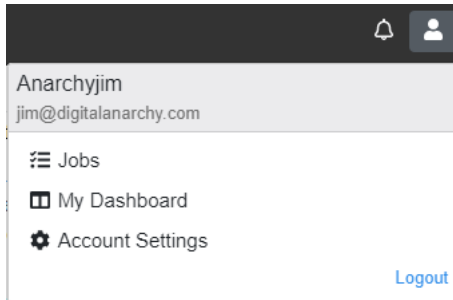 Anarchyjim
jim@digitalanarchy.com
Jobs
My Dashboard
Account Settings
Logout